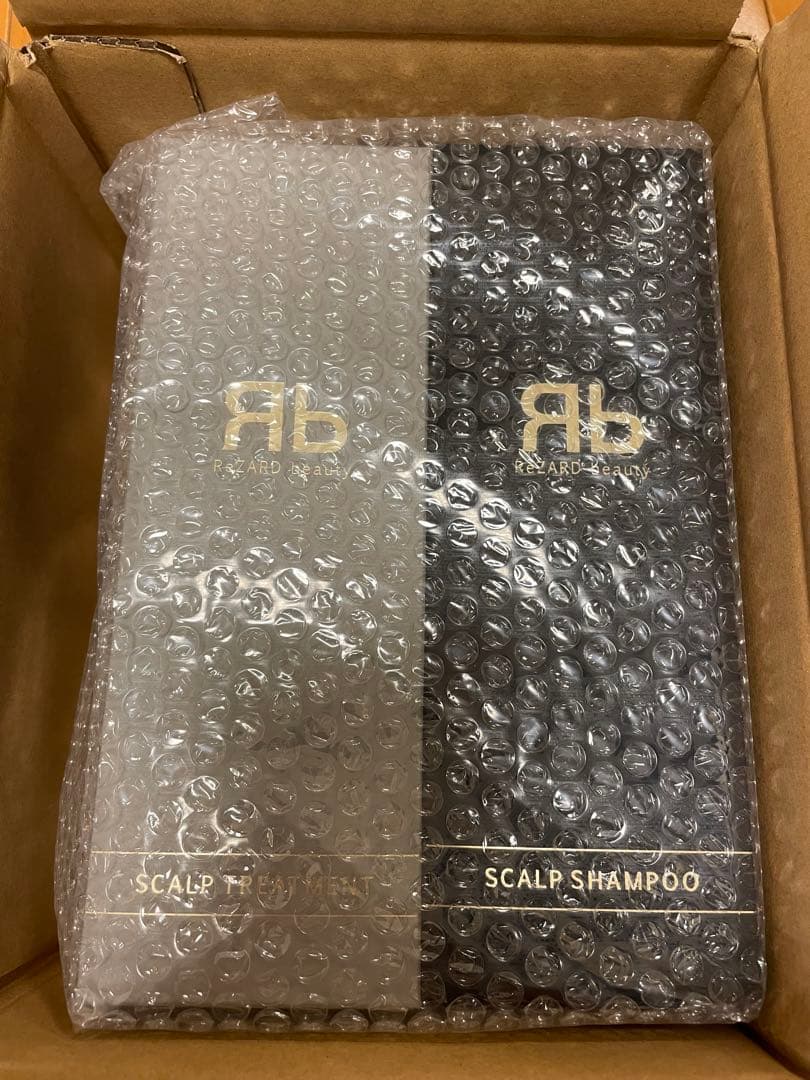 Rb
ReZARD beauty
SCALP TREATMENT
Rb
ReZARD beauty
SCALP SHAMPOO